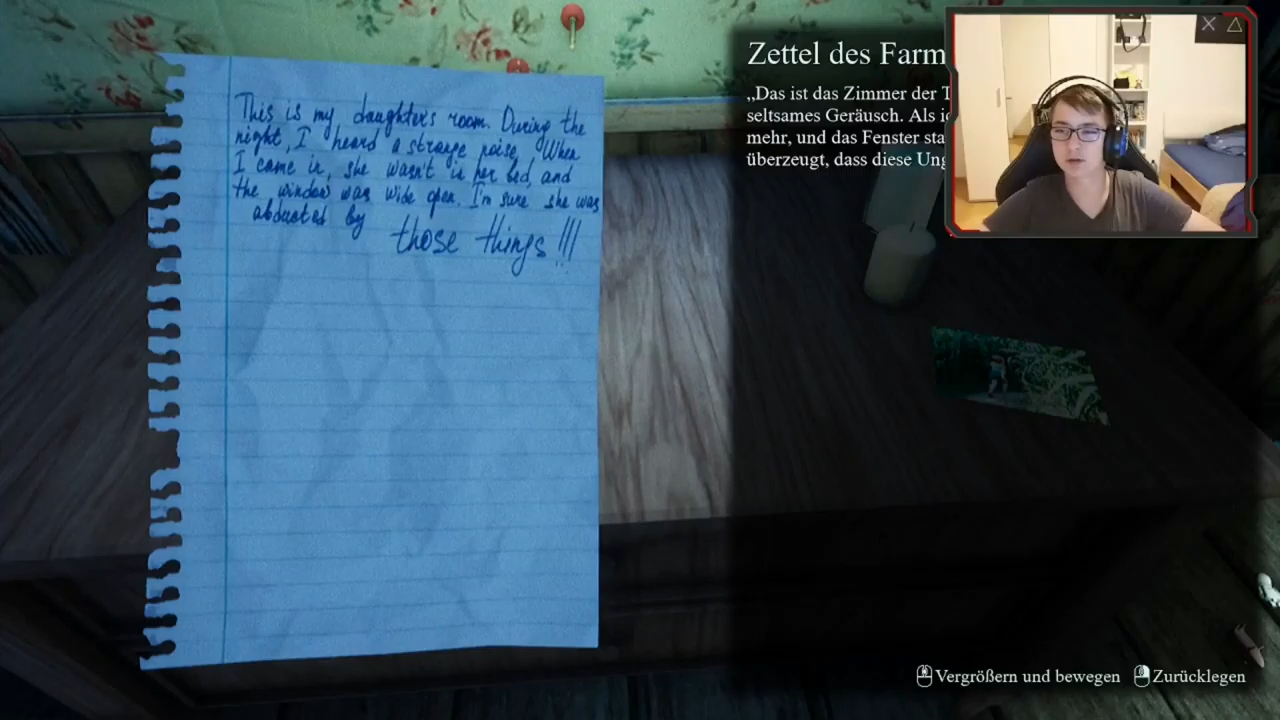 This is my daughter's room. During the
night, I heard a strange noise. When
I came in, she wasn't in her bed, and
the window was wide open. I'm sure she was
abducted by
those things!!!
Zettel des Farm
„Das ist das Zimmer der T
seltsames Geräusch. Als i
mehr, und das Fenster sta
überzeugt, dass diese Ung
Vergrößern und bewegen
Zurücklegen